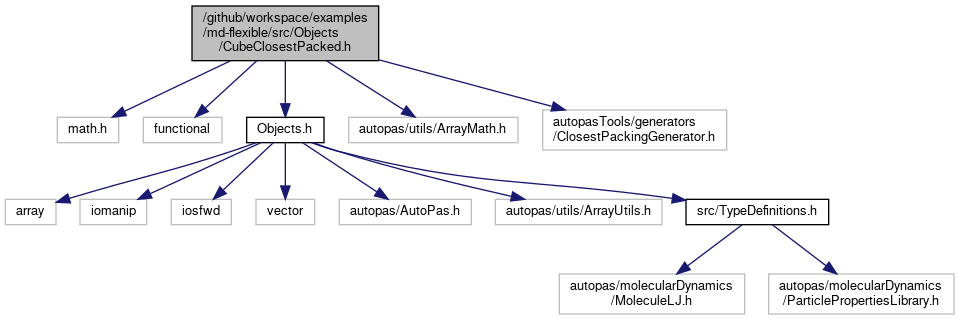 /github/workspace/examples
/md-flexible/src/Objects
/CubeClosestPacked.h
math.h
functional
Objects.h
autopas/utils/ArrayMath.h
autopasTools/generators
/ClosestPackingGenerator.h
array
iomanip
iosfwd
vector
autopas/AutoPas.h
autopas/utils/ArrayUtils.h
src/TypeDefinitions.h
autopas/molecularDynamics
/MoleculeLJ.h
autopas/molecularDynamics
/ParticlePropertiesLibrary.h